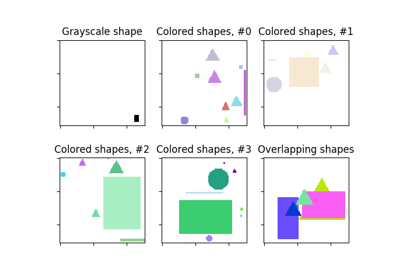 Grayscale shape
Colored shapes, #0
Colored shapes, #1
Colored shapes, #2
Colored shapes, #3
Overlapping shapes